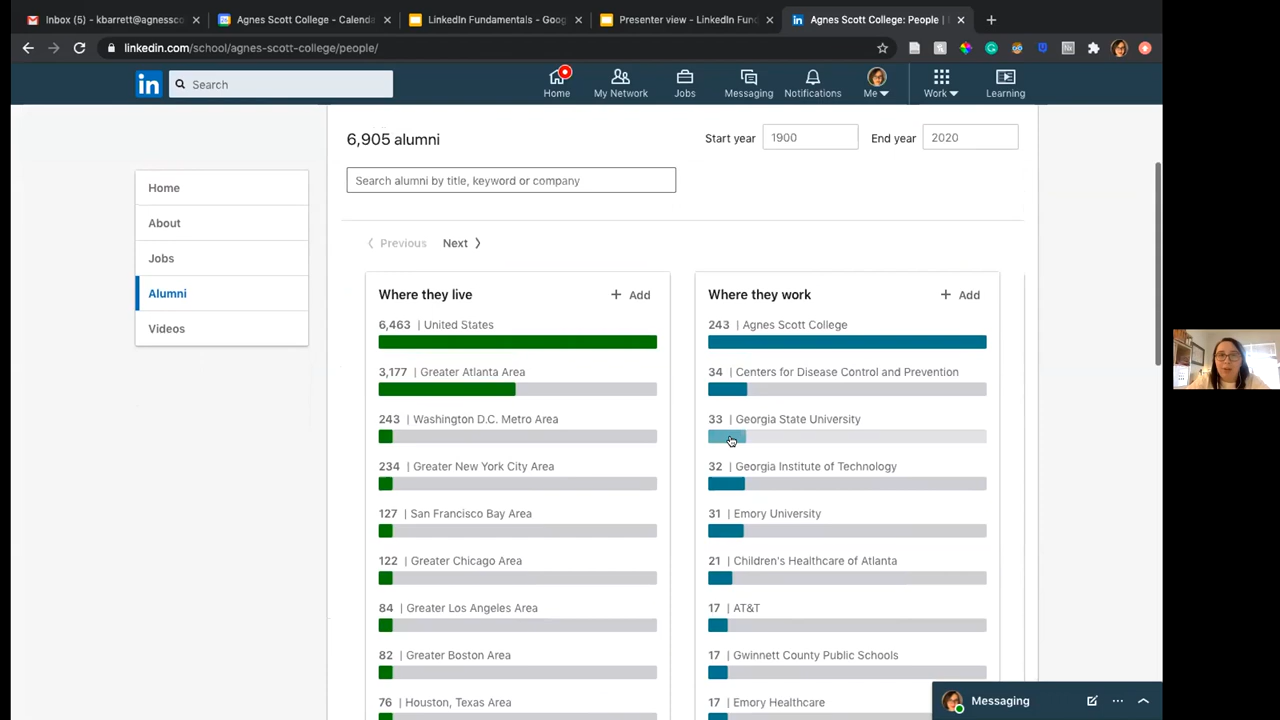 Inbox (5) - kbarrett@agnessco
Agnes Scott College - Calenda
LinkedIn Fundamentals - Goog
Presenter view - LinkedIn Fun
Agnes Scott College: People |
linkedin.com/school/agnes-scott-college/people/
in
Search
Home
My Network
Jobs
Messaging
Notifications
Me
Work
Learning
6,905 alumni
Start year
1900
End year
2020
Search alumni by title, keyword or company
Home
About
Jobs
Alumni
Videos
Previous
Next
Where they live
+ Add
6,463 | United States
3,177 | Greater Atlanta Area
243 | Washington D.C. Metro Area
234 | Greater New York City Area
127 | San Francisco Bay Area
122 | Greater Chicago Area
84 | Greater Los Angeles Area
82 | Greater Boston Area
76 | Houston, Texas Area
Where they work
+ Add
243 | Agnes Scott College
34 | Centers for Disease Control and Prevention
33 | Georgia State University
32 | Georgia Institute of Technology
31 | Emory University
21 | Children's Healthcare of Atlanta
17 | AT&T
17 | Gwinnett County Public Schools
17 | Emory Healthcare
Messaging